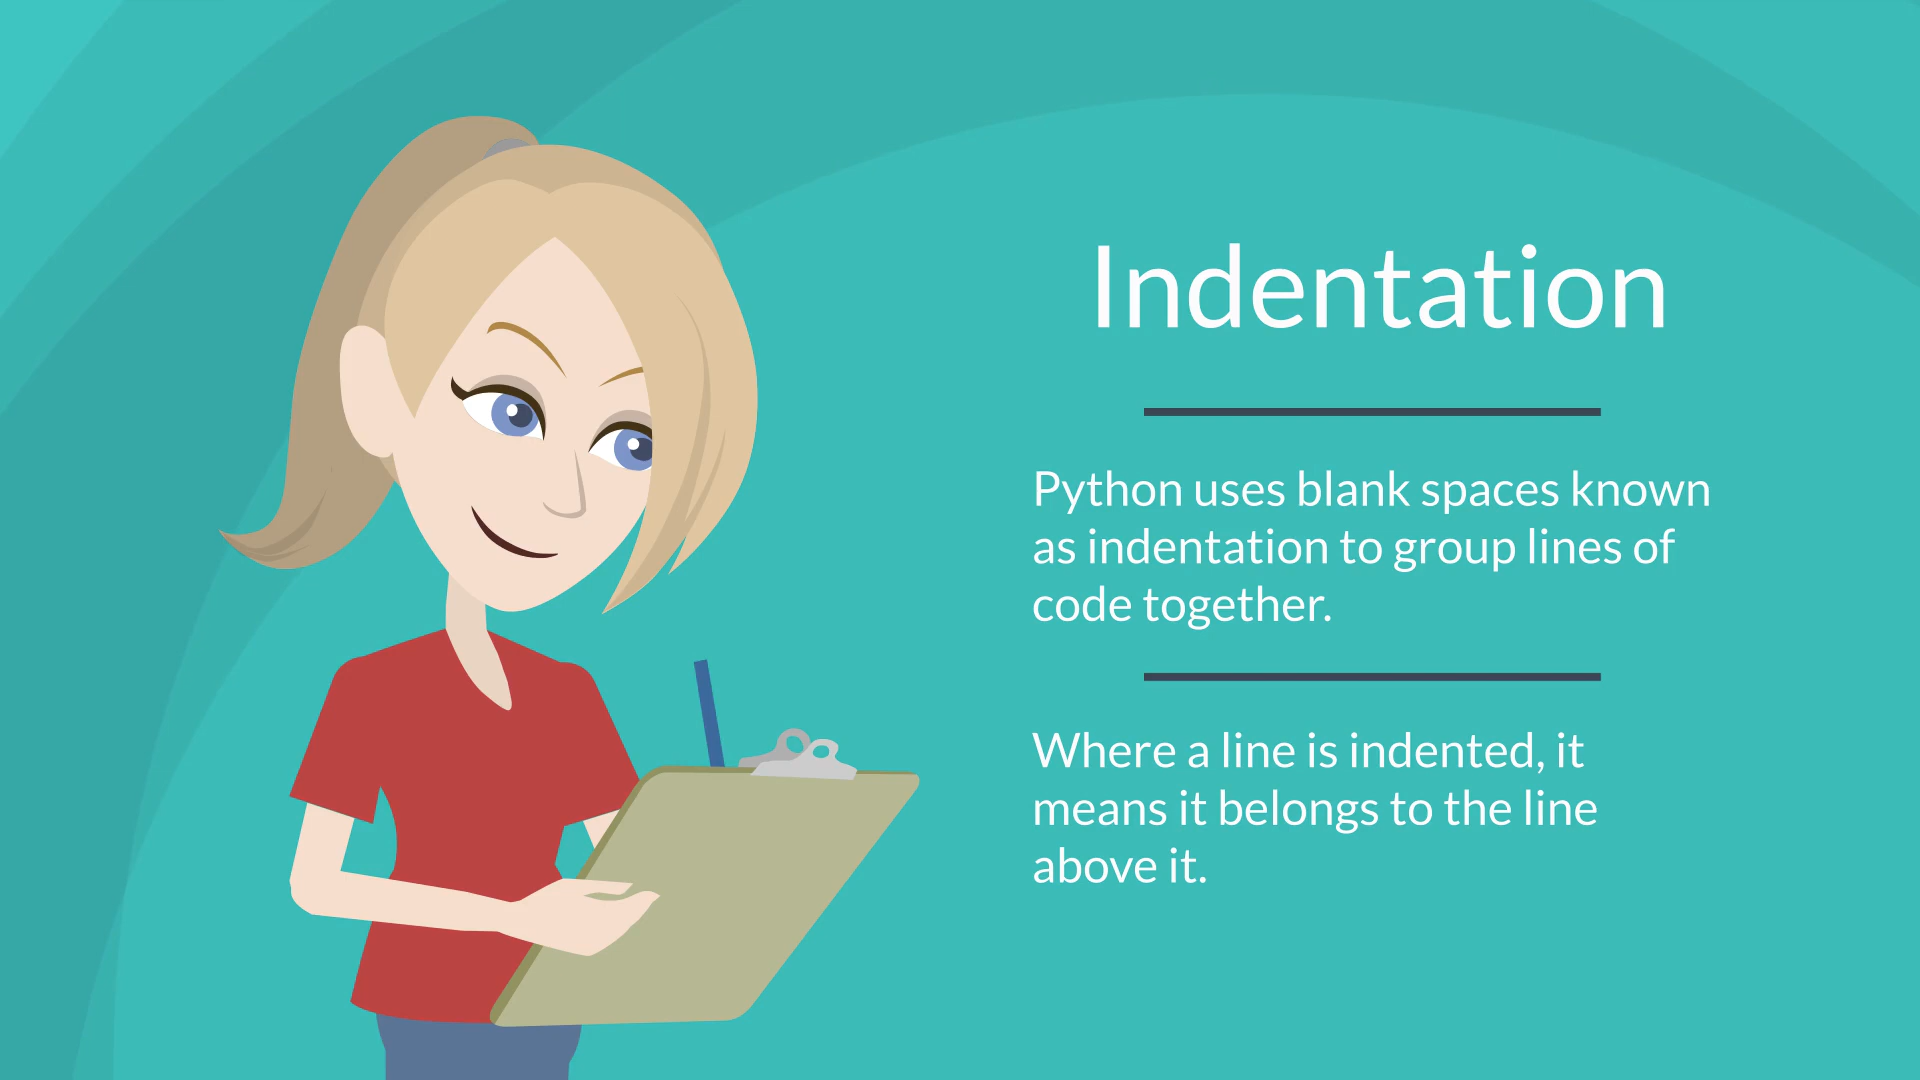 Indentation
Python uses blank spaces known
as indentation to group lines of
code together.
Where a line is indented, it
means it belongs to the line
above it.